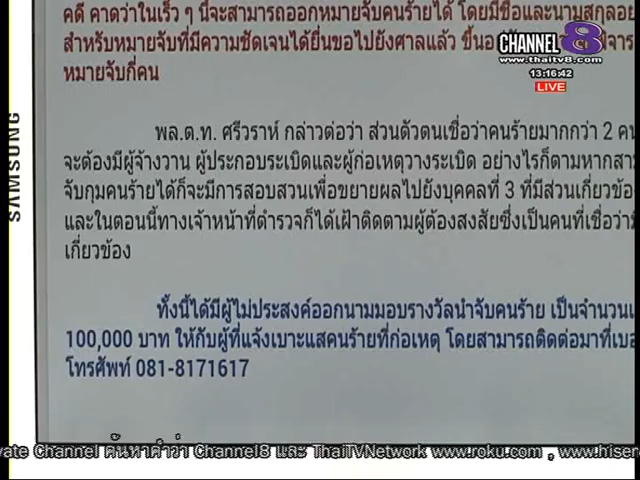 คดี คาดว่าในเร็ว ๆ นี้จะสามารถออกหมายจับคนร้ายได้ โดยมีชื่อและนามสกุล
สำหรับหมายจับที่มีความชัดเจนได้ยื่นขอไปยังศาลแล้ว
หมายจับกี่คน
CHANNEL 8
www.thaitv8.com
13:16:42
LIVE
SAMSUNG
พล.ต.ท. ศรีวราห์ กล่าวต่อว่า ส่วนตัวตนเชื่อว่าคนร้ายมากกว่า 2
จะต้องมีผู้จ้างวาน ผู้ประกอบระเบิดและผู้ก่อเหตุวางระเบิด อย่างไรก็ตามหาก
จับกุมคนร้ายได้ก็จะมีการสอบสวนเพื่อขยายผลไปยังบุคคลที่ 3 ที่มีส่วนเกี่ยวข้อ
และในตอนนี้ทางเจ้าหน้าที่ตำรวจก็ได้เฝ้าติดตามผู้ต้องสงสัยซึ่งเป็นคนที่เชื่อว่า
เกี่ยวข้อง
ทั้งนี้ได้มีผู้ไม่ประสงค์ออกนามมอบรางวัลนำจับคนร้าย เป็นจำนวน
100,000 บาท ให้กับผู้ที่แจ้งเบาะแสคนร้ายที่ก่อเหตุ โดยสามารถติดต่อมาที่เบอ
โทรศัพท์ 081-8171617
vate Channel ค้นหาคำว่า Channel8 และ ThaiTVNetwork www.roku.com , www.hisen